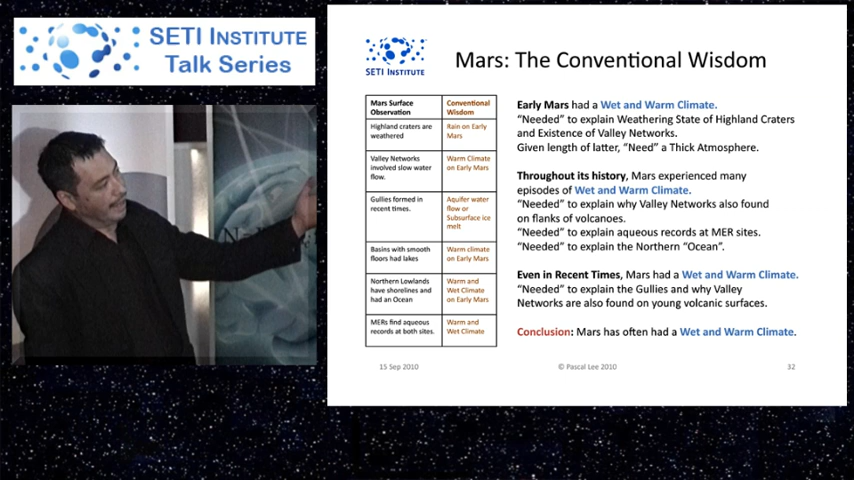 SETI INSTITUTE
Talk Series
SETI INSTITUTE
Mars: The Conventional Wisdom
Mars Surface
Observation
Conventional
Wisdom
Highland craters are
weathered
Rain on Early
Mars
Valley Networks
involved slow water
flow.
Warm Climate
on Early Mars
Gullies formed in
recent times.
Aquifer water
flow or
Subsurface ice
melt
Basins with smooth
floors had lakes
Warm climate
on Early Mars
Northern Lowlands
have shorelines and
had an Ocean
Warm and
Wet Climate
on Early Mars
MERs find aqueous
records at both sites.
Warm and
Wet Climate
Early Mars had a Wet and Warm Climate.
“Needed” to explain Weathering State of Highland Craters
and Existence of Valley Networks.
Given length of latter, “Need” a Thick Atmosphere.
Throughout its history, Mars experienced many
episodes of Wet and Warm Climate.
“Needed” to explain why Valley Networks also found
on flanks of volcanoes.
“Needed” to explain aqueous records at MER sites.
“Needed” to explain the Northern “Ocean”.
Even in Recent Times, Mars had a Wet and Warm Climate.
“Needed” to explain the Gullies and why Valley
Networks are also found on young volcanic surfaces.
Conclusion: Mars has often had a Wet and Warm Climate.
15 Sep 2010
© Pascal Lee 2010
32